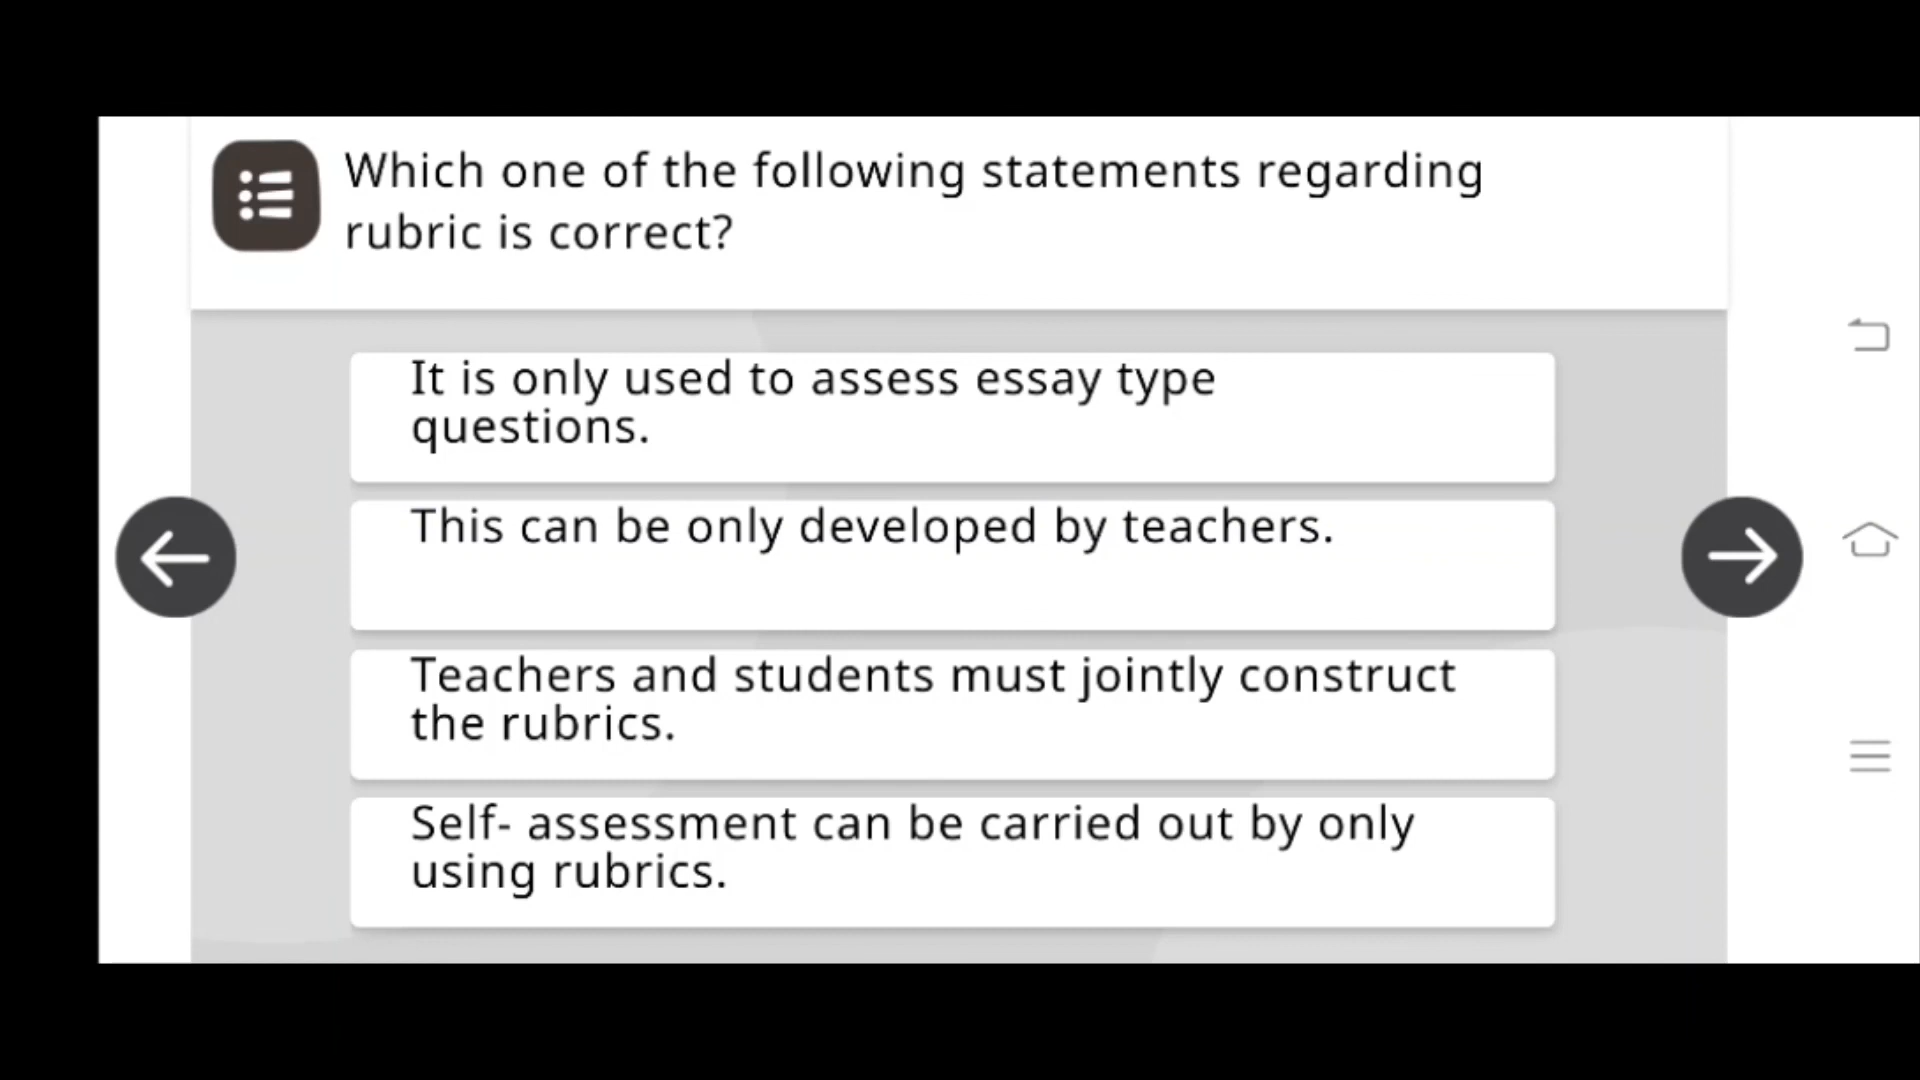 Which one of the following statements regarding
rubric is correct?
It is only used to assess essay type
questions.
This can be only developed by teachers.
Teachers and students must jointly construct
the rubrics.
Self- assessment can be carried out by only
using rubrics.